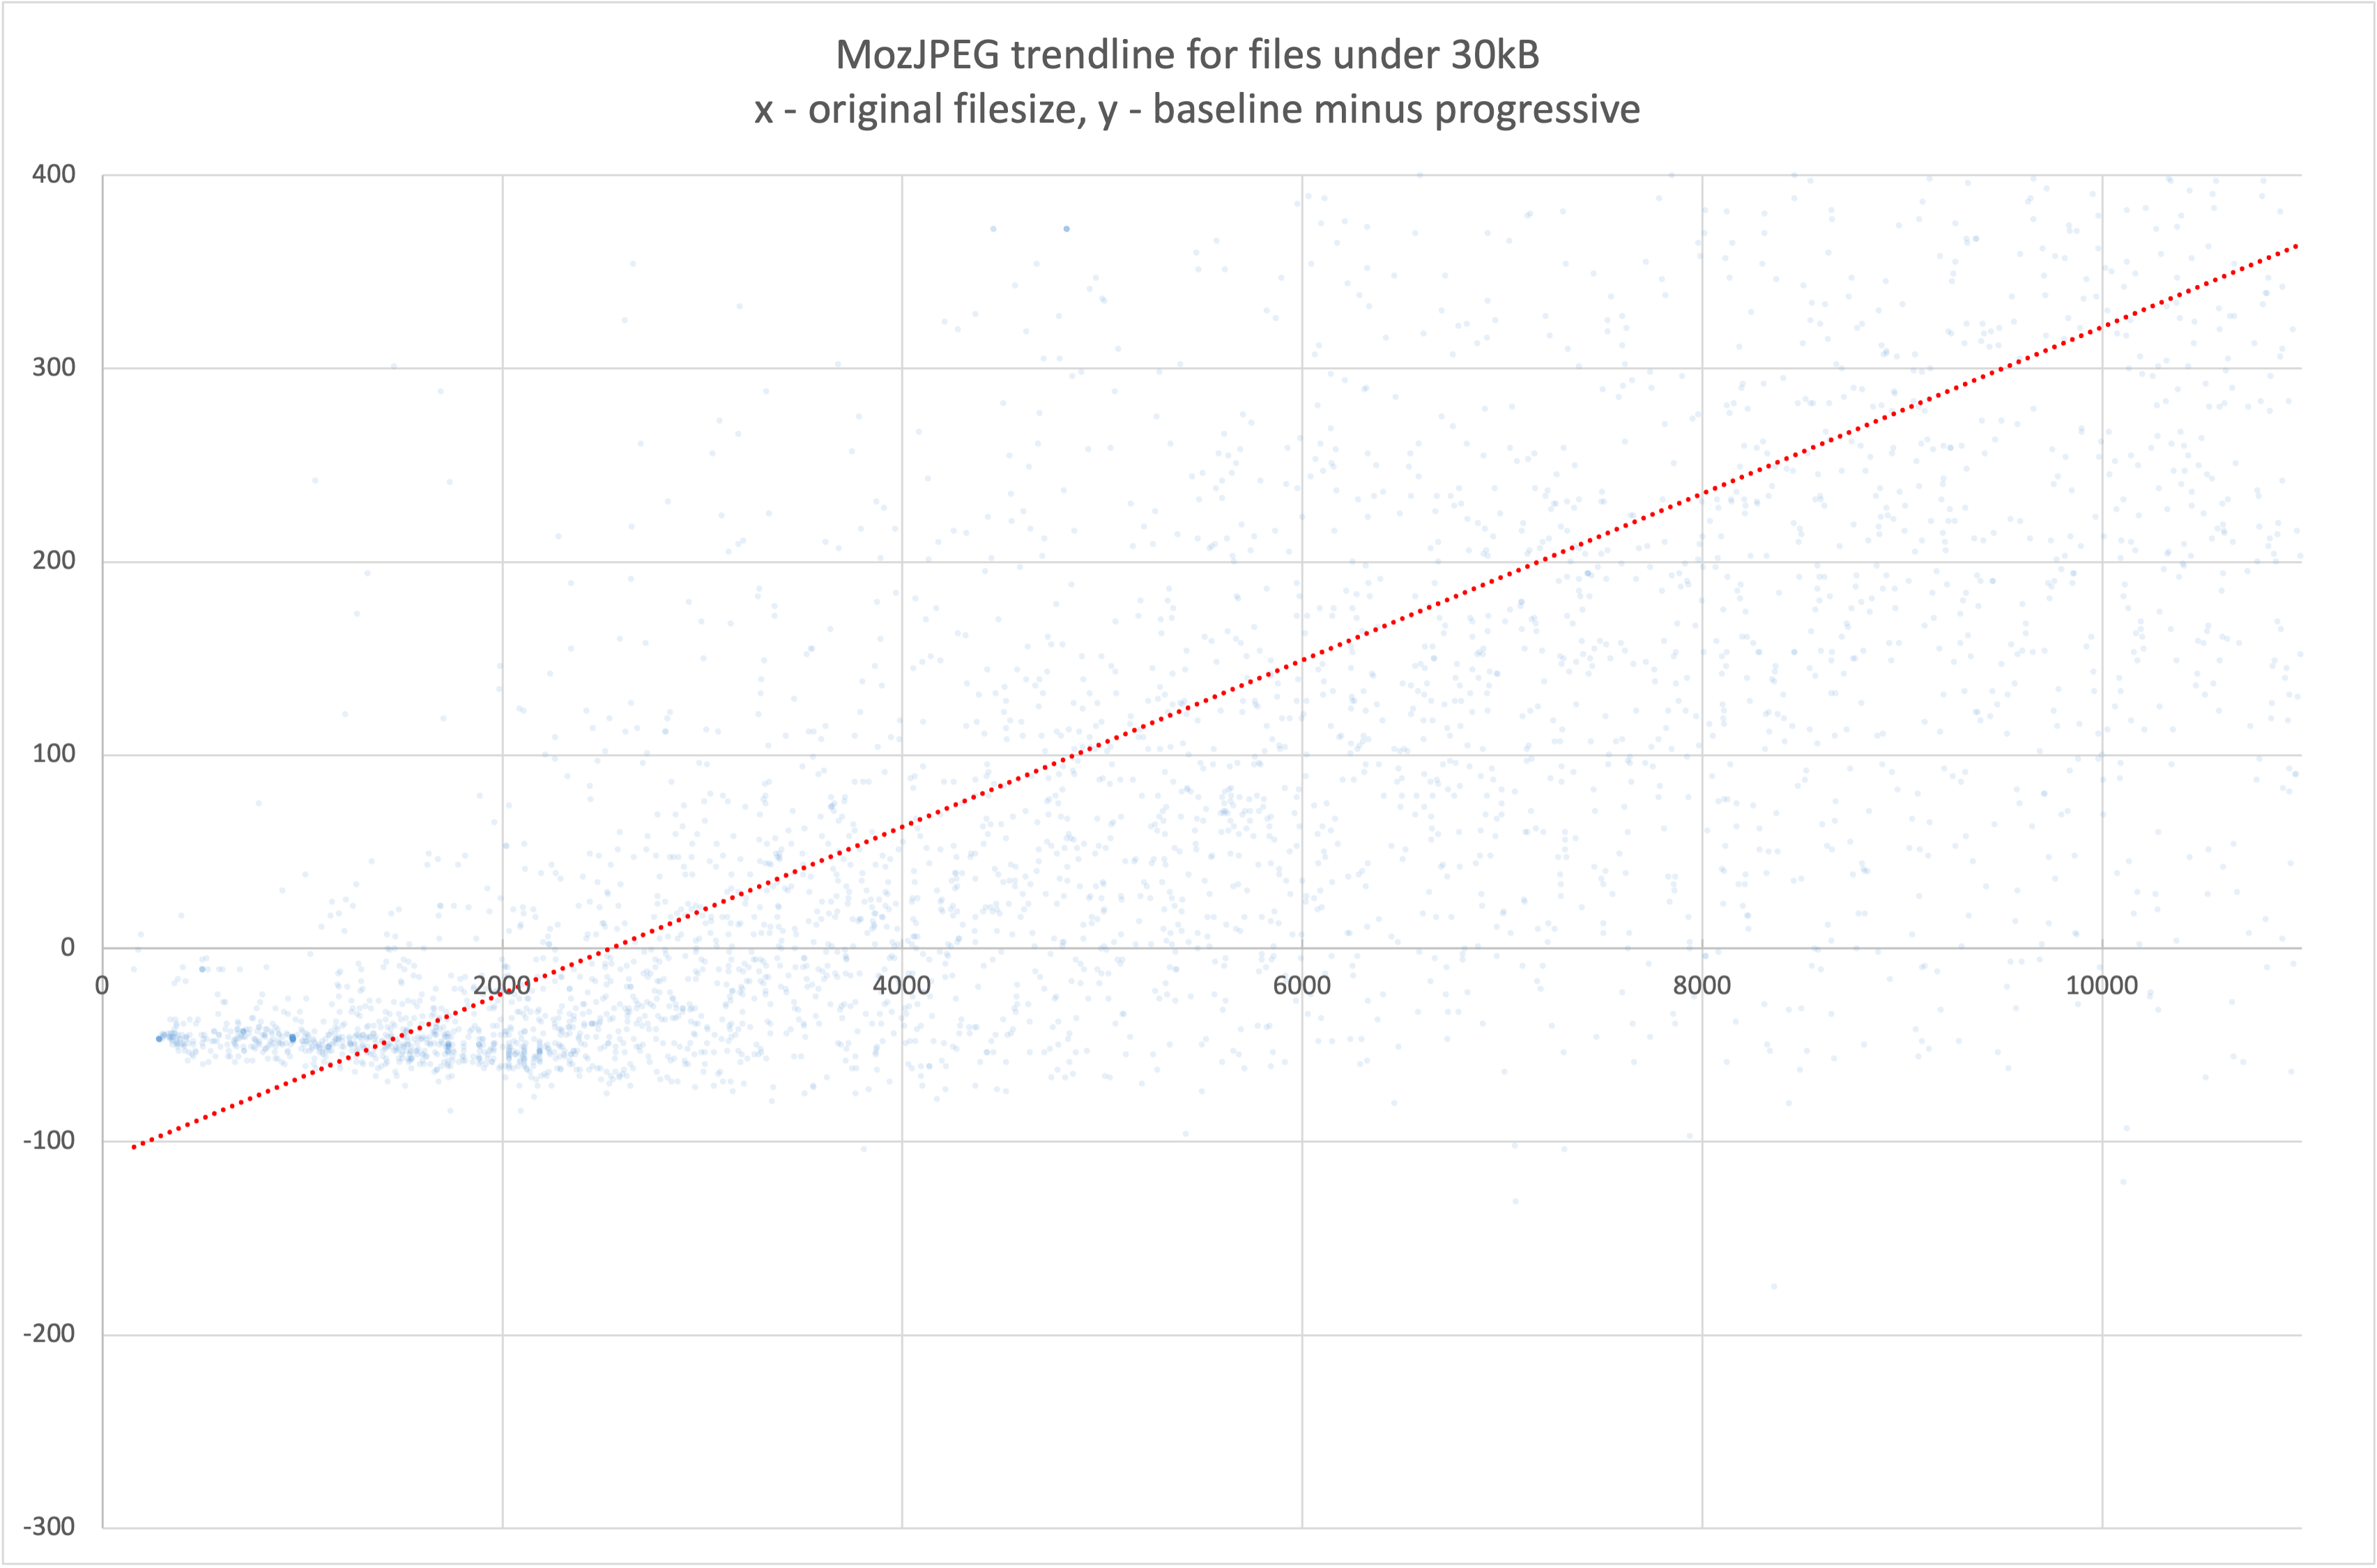 MozJPEG trendline for files under 30kB
x - original filesize, y - baseline minus progressive
400
300
200
100
0
0 2000 4000 6000 8000 10000
-100
-200
-300